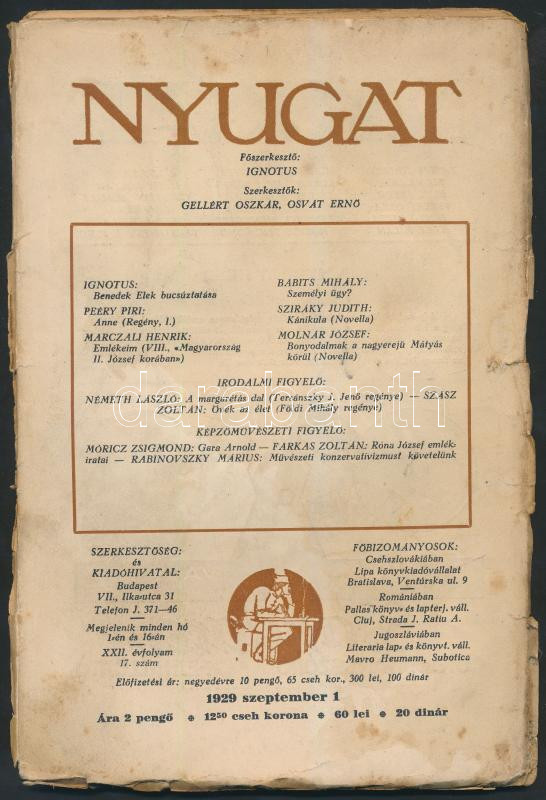 NYUGAT
Főszerkesztő:
IGNOTUS
Szerkesztők:
GELLÉRT OSZKÁR, OSVÁT ERNŐ
IGNOTUS:
Benedek Elek bucsúztatása
PEÉRY PIRI:
Anne (Regény, I.)
MARCZALI HENRIK:
Emlékeim (VIII., «Magyarország
II. József korában»)
BABITS MIHÁLY:
Személyi ügy?
SZIRÁKY JUDITH:
Kánikula (Novella)
MOLNÁR JÓZSEF:
Bonyodalmak a nagyerejü Mátyás
körül (Novella)
IRODALMI FIGYELŐ:
NÉMETH LÁSZLÓ: A margarétás dal (Tersánszky J. Jenő regénye) — SZÁSZ
ZOLTÁN: Övék az élet (Földi Mihály regénye)
KÉPZŐMŰVÉSZETI FIGYELŐ:
MÓRICZ ZSIGMOND: Gara Arnold — FARKAS ZOLTÁN: Róna József emlék-
iratai — RABINOVSZKY MÁRIUS: Művészeti konzervativizmust követelünk
darabanth
SZERKESZTŐSÉG:
és
KIADÓHIVATAL:
Budapest
VII., Ilka-utca 31
Telefon J. 371—46
Megjelenik minden hó
1-én és 16-án
XXII. évfolyam
17. szám
FŐBIZOMÁNYOSOK:
Csehszlovákiában
Lipa könyvkiadóvállalat
Bratislava, Ventúrska ul. 9
Romániában
Pallas könyv- és lapterj. váll.
Cluj, Strada J. Ratiu A.
Jugoszláviában
Literaria lap- és könyvt. váll.
Mavro Heumann, Subotica
Előfizetési ár: negyedévre 10 pengő, 65 cseh kor., 300 lei, 100 dinár
1929 szeptember 1
Ára 2 pengő * 12⁵⁰ cseh korona * 60 lei * 20 dinár